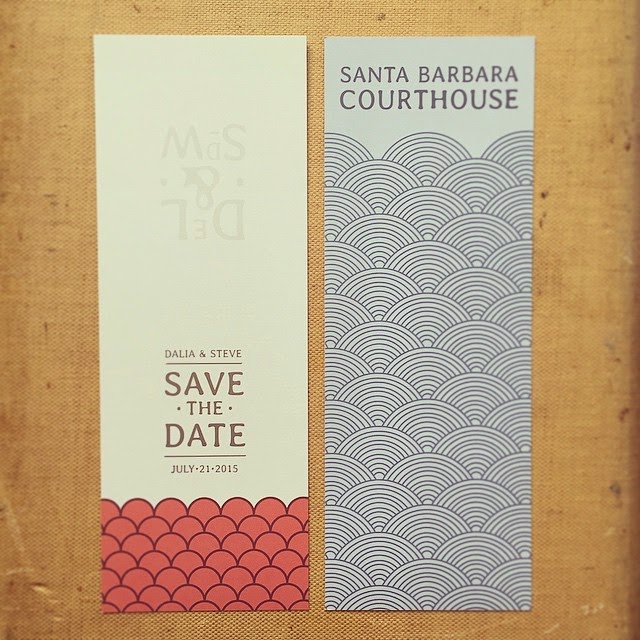 DALIA & STEVE
SAVE
·THE·
DATE
JULY·21·2015
SANTA BARBARA
COURTHOUSE